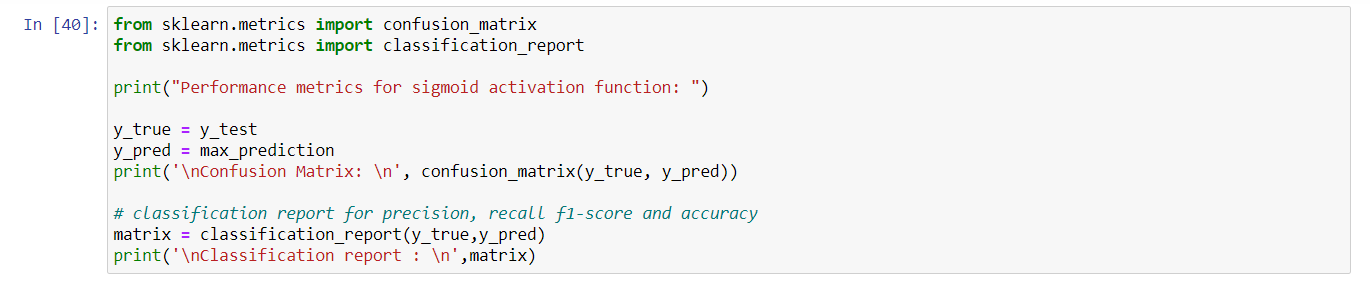 In [40]: from sklearn.metrics import confusion_matrix
from sklearn.metrics import classification_report
print("Performance metrics for sigmoid activation function: ")
y_true = y_test
y_pred = max_prediction
print('\nConfusion Matrix: \n', confusion_matrix(y_true, y_pred))
# classification report for precision, recall f1-score and accuracy
matrix = classification_report(y_true,y_pred)
print('\nClassification report : \n',matrix)